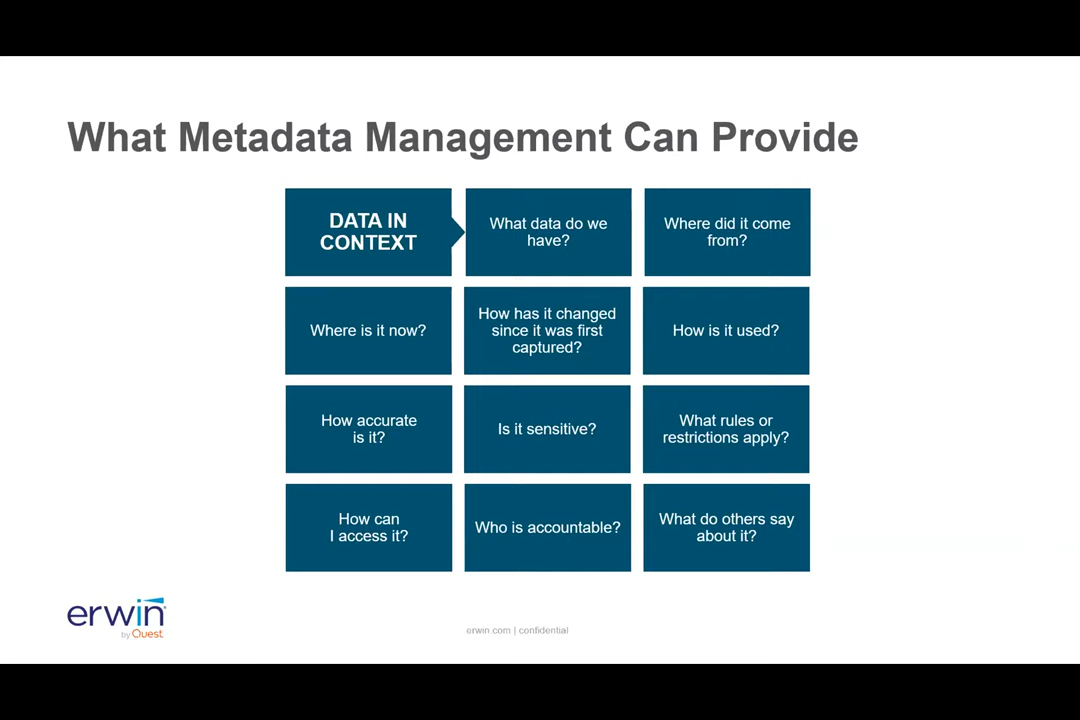 What Metadata Management Can Provide
DATA IN
CONTEXT
What data do we
have?
Where did it come
from?
Where is it now?
How has it changed
since it was first
captured?
How is it used?
How accurate
is it?
Is it sensitive?
What rules or
restrictions apply?
How can
I access it?
Who is accountable?
What do others say
about it?
erwin
by Quest
erwin.com | confidential